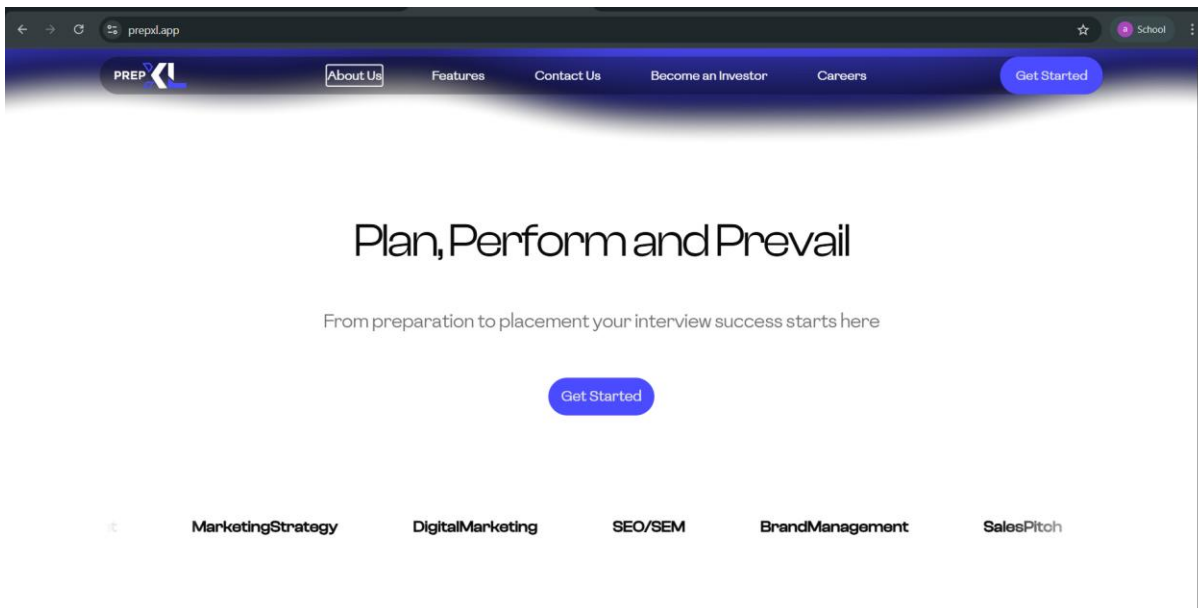 prepxl.app
a School
PREP XL About Us Features Contact Us Become an Investor Careers Get Started
Plan, Perform and Prevail
From preparation to placement your interview success starts here
Get Started
MarketingStrategy DigitalMarketing SEO/SEM BrandManagement SalesPitch